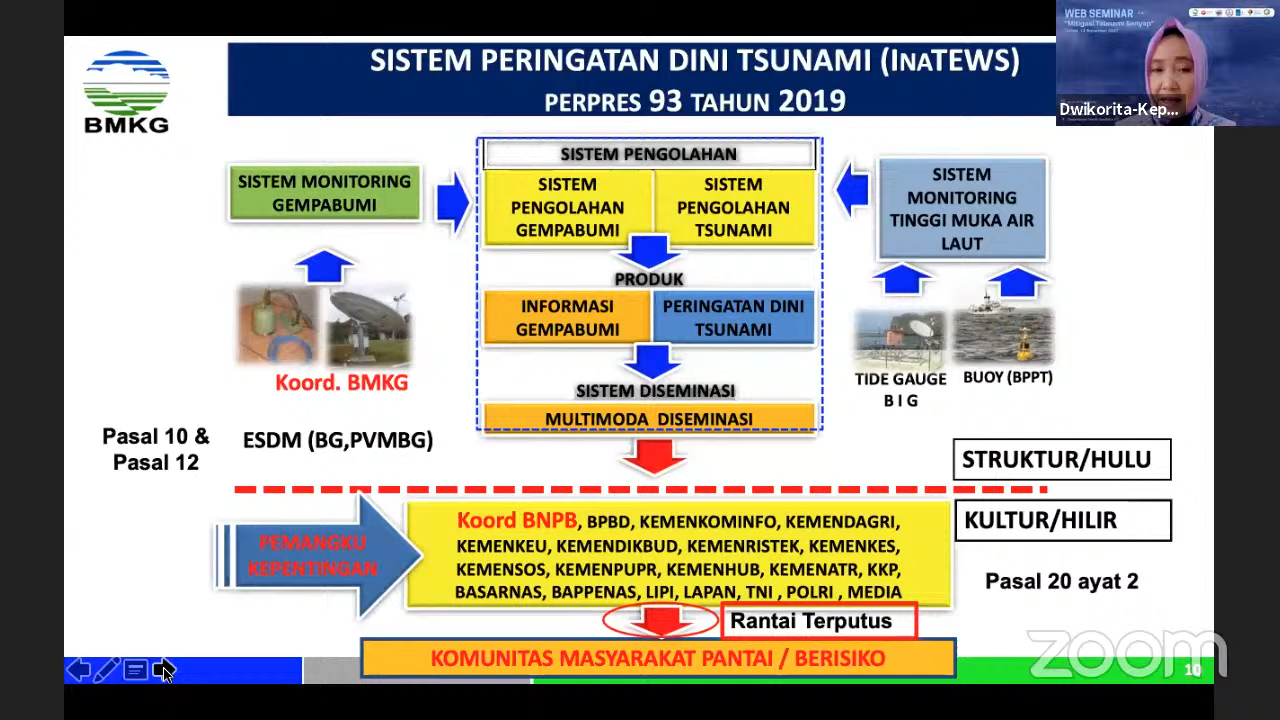 SISTEM PERINGATAN DINI TSUNAMI (INATEWS)
PERPRES 93 TAHUN 2019
BMKG
WEB SEMINAR
"Mitigasi Tsunami Senyap"
Dwikorita-Kep...
SISTEM MONITORING
GEMPABUMI
SISTEM PENGOLAHAN
SISTEM
PENGOLAHAN
GEMPABUMI
SISTEM
PENGOLAHAN
TSUNAMI
SISTEM
MONITORING
TINGGI MUKA AIR
LAUT
PRODUK
INFORMASI
GEMPABUMI
PERINGATAN DINI
TSUNAMI
SISTEM DISEMINASI
MULTIMODA DISEMINASI
Koord. BMKG
TIDE GAUGE
B I G
BUOY (BPPT)
Pasal 10 &
Pasal 12
ESDM (BG,PVMBG)
STRUKTUR/HULU
KULTUR/HILIR
PEMANGKU
KEPENTINGAN
Koord BNPB, BPBD, KEMENKOMINFO, KEMENDAGRI,
KEMENKEU, KEMENDIKBUD, KEMENRISTEK, KEMENKES,
KEMENSOS, KEMENPUPR, KEMENHUB, KEMENATR, KKP,
BASARNAS, BAPPENAS, LIPI, LAPAN, TNI , POLRI , MEDIA
Pasal 20 ayat 2
Rantai Terputus
KOMUNITAS MASYARAKAT PANTAI / BERISIKO
zoom
10